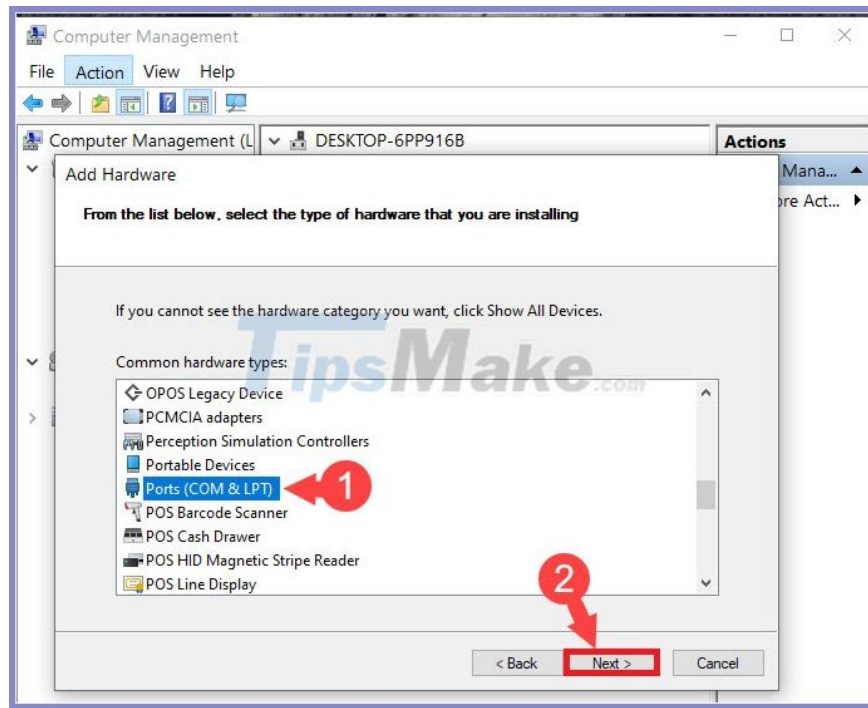 Computer Management
File Action View Help
Computer Management (L
DESKTOP-6PP916B
Actions
Mana...
ore Act...
Add Hardware
From the list below, select the type of hardware that you are installing
If you cannot see the hardware category you want, click Show All Devices.
TipsMake.com
Common hardware types:
OPOS Legacy Device
PCMCIA adapters
Perception Simulation Controllers
Portable Devices
Ports (COM & LPT)
1
POS Barcode Scanner
POS Cash Drawer
POS HID Magnetic Stripe Reader
POS Line Display
2
< Back Next > Cancel